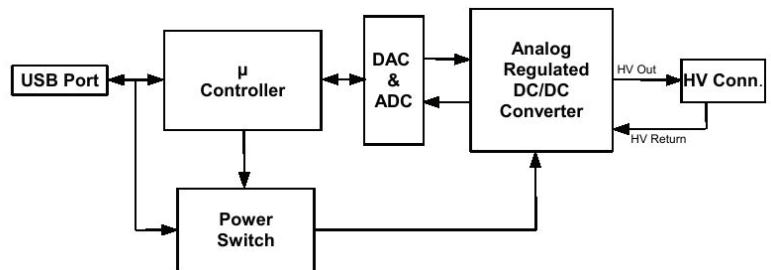 USB Port
µ
Controller
DAC
&
ADC
Analog
Regulated
DC/DC
Converter
HV Out
HV Conn.
HV Return
Power
Switch